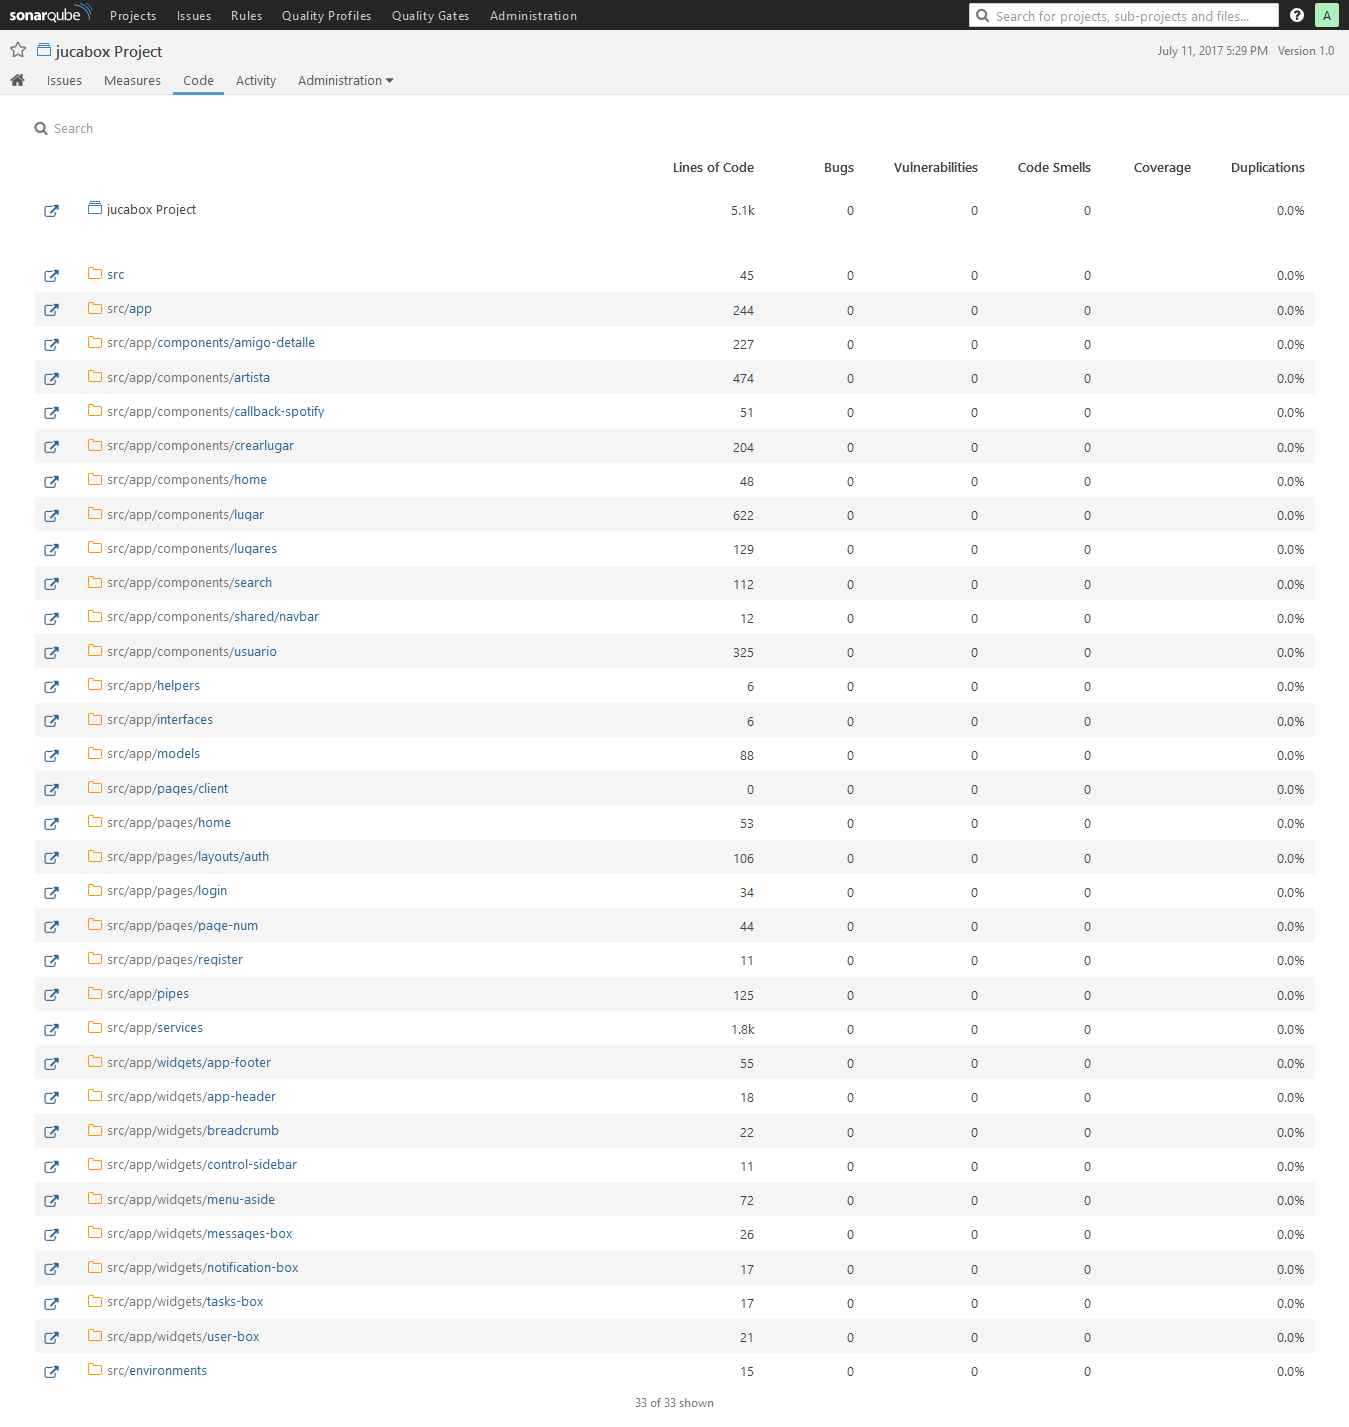 sonarqube Projects Issues Rules Quality Profiles Quality Gates Administration Search for projects, sub-projects and files... ? A
jucabox Project July 11, 2017 5:29 PM Version 1.0
Issues Measures Code Activity Administration
Search
Lines of Code Bugs Vulnerabilities Code Smells Coverage Duplications
jucabox Project 5.1k 0 0 0 0.0%
src 45 0 0 0 0.0%
src/app 244 0 0 0 0.0%
src/app/components/amigo-detalle 227 0 0 0 0.0%
src/app/components/artista 474 0 0 0 0.0%
src/app/components/callback-spotify 51 0 0 0 0.0%
src/app/components/crearlugar 204 0 0 0 0.0%
src/app/components/home 48 0 0 0 0.0%
src/app/components/lugar 622 0 0 0 0.0%
src/app/components/lugares 129 0 0 0 0.0%
src/app/components/search 112 0 0 0 0.0%
src/app/components/shared/navbar 12 0 0 0 0.0%
src/app/components/usuario 325 0 0 0 0.0%
src/app/helpers 6 0 0 0 0.0%
src/app/interfaces 6 0 0 0 0.0%
src/app/models 88 0 0 0 0.0%
src/app/pages/client 0 0 0 0 0.0%
src/app/pages/home 53 0 0 0 0.0%
src/app/pages/layouts/auth 106 0 0 0 0.0%
src/app/pages/login 34 0 0 0 0.0%
src/app/pages/page-num 44 0 0 0 0.0%
src/app/pages/register 11 0 0 0 0.0%
src/app/pipes 125 0 0 0 0.0%
src/app/services 1.8k 0 0 0 0.0%
src/app/widgets/app-footer 55 0 0 0 0.0%
src/app/widgets/app-header 18 0 0 0 0.0%
src/app/widgets/breadcrumb 22 0 0 0 0.0%
src/app/widgets/control-sidebar 11 0 0 0 0.0%
src/app/widgets/menu-aside 72 0 0 0 0.0%
src/app/widgets/messages-box 26 0 0 0 0.0%
src/app/widgets/notification-box 17 0 0 0 0.0%
src/app/widgets/tasks-box 17 0 0 0 0.0%
src/app/widgets/user-box 21 0 0 0 0.0%
src/environments 15 0 0 0 0.0%
33 of 33 shown